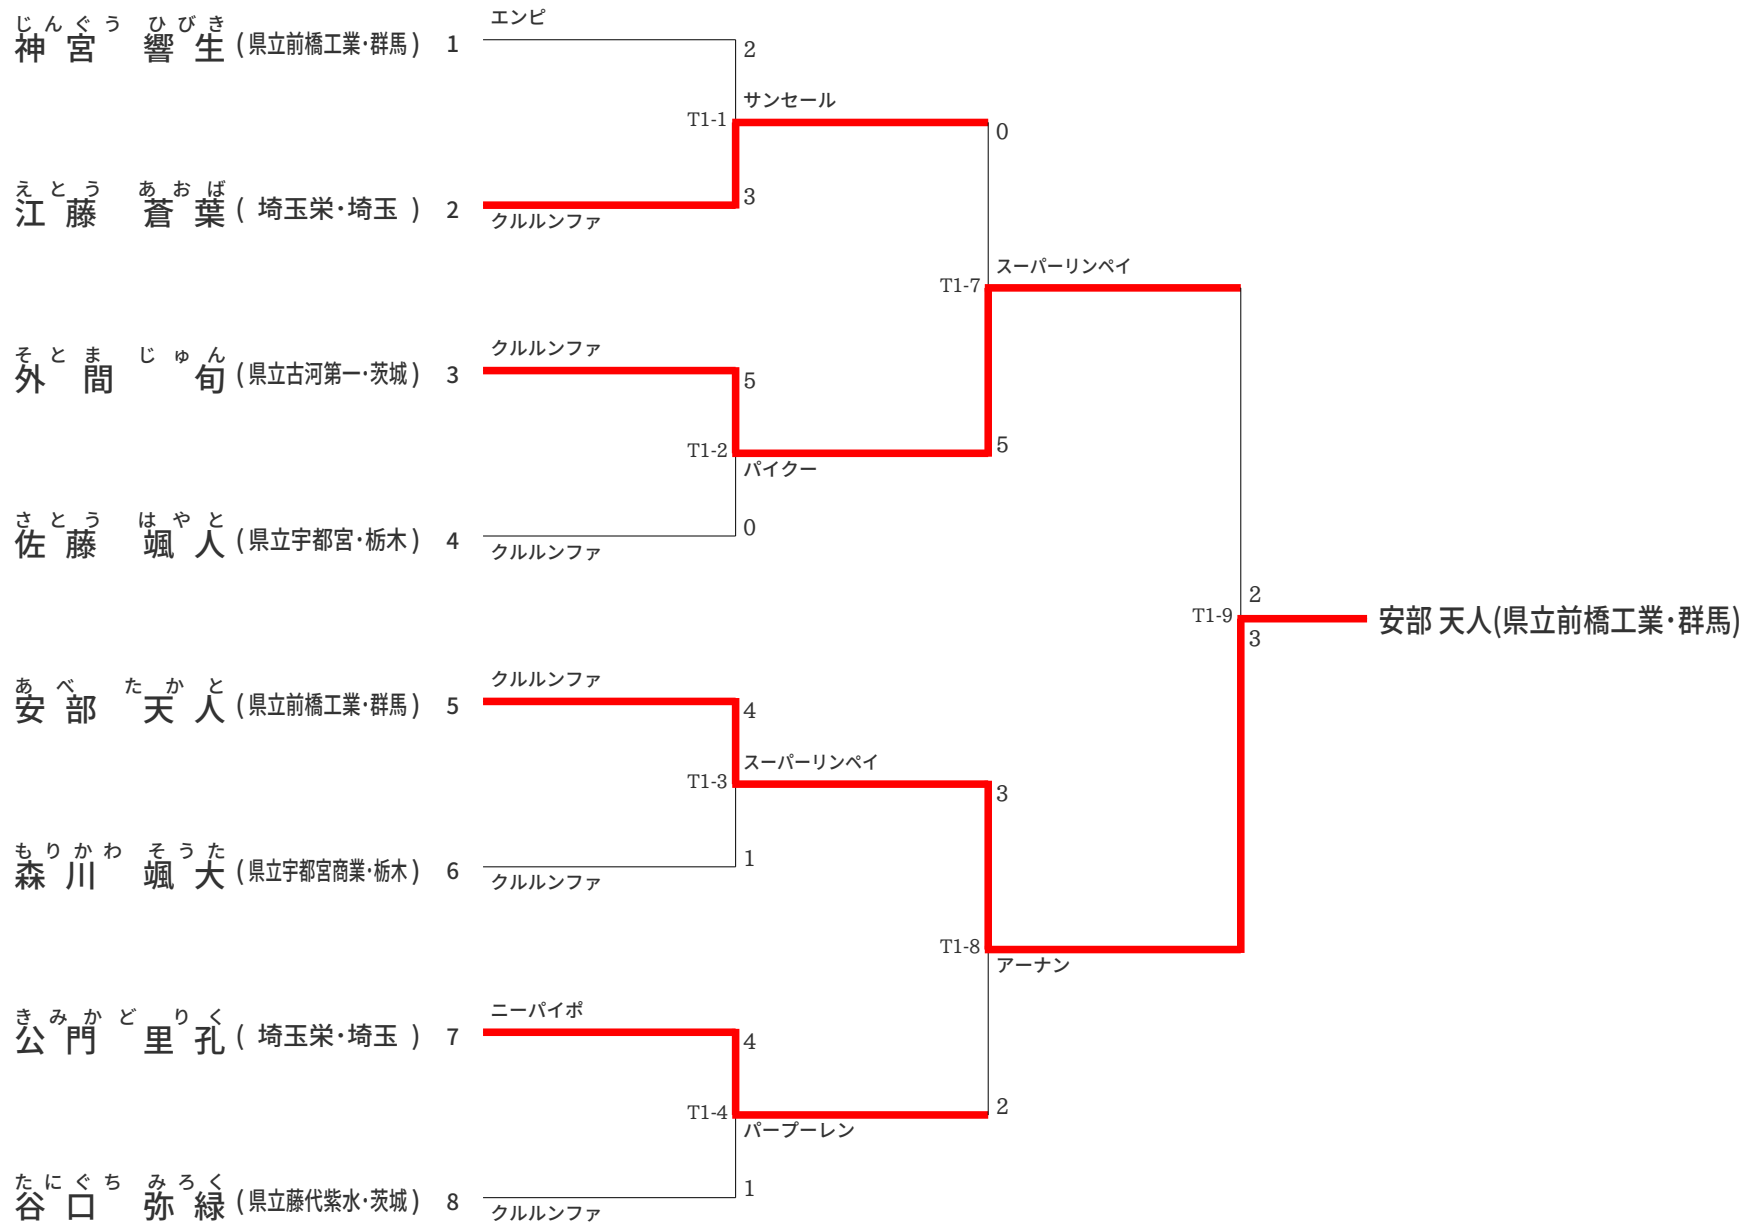 エンピ
じんぐう ひびき
神宮 響生 (県立前橋工業・群馬) 1
2
サンセール
T1-1
0
えとう あおば
江藤 蒼葉 (埼玉栄・埼玉) 2
3
クルルンファ
スーパーリンペイ
T1-7
クルルンファ
そとま じゅん
外間 旬 (県立古河第一・茨城) 3
5
T1-2
5
パイクー
さとう はやと
佐藤 颯人 (県立宇都宮・栃木) 4
0
クルルンファ
2
T1-9
安部 天人(県立前橋工業・群馬)
3
クルルンファ
あべ たかと
安部 天人 (県立前橋工業・群馬) 5
4
スーパーリンペイ
T1-3
3
もりかわ そうた
森川 颯大 (県立宇都宮商業・栃木) 6
1
クルルンファ
T1-8
アーナン
ニーパイポ
きみかど りく
公門 里孔 (埼玉栄・埼玉) 7
4
T1-4
2
パープーレン
たにぐち みろく
谷口 弥緑 (県立藤代紫水・茨城) 8
1
クルルンファ